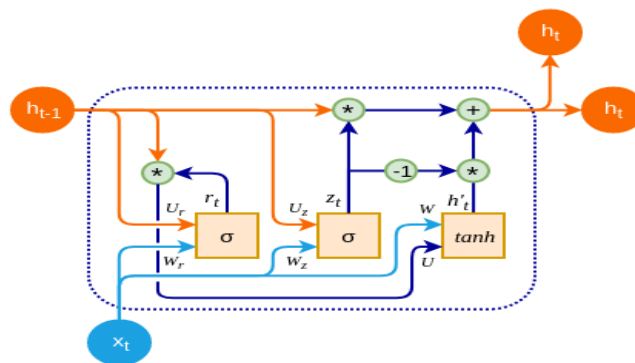 h_t
h_{t-1}
*
+
h_t
*
r_t
-1
*
z_t
h'_t
U_r
U_z
W
σ
σ
tanh
W_r
W_z
U
x_t